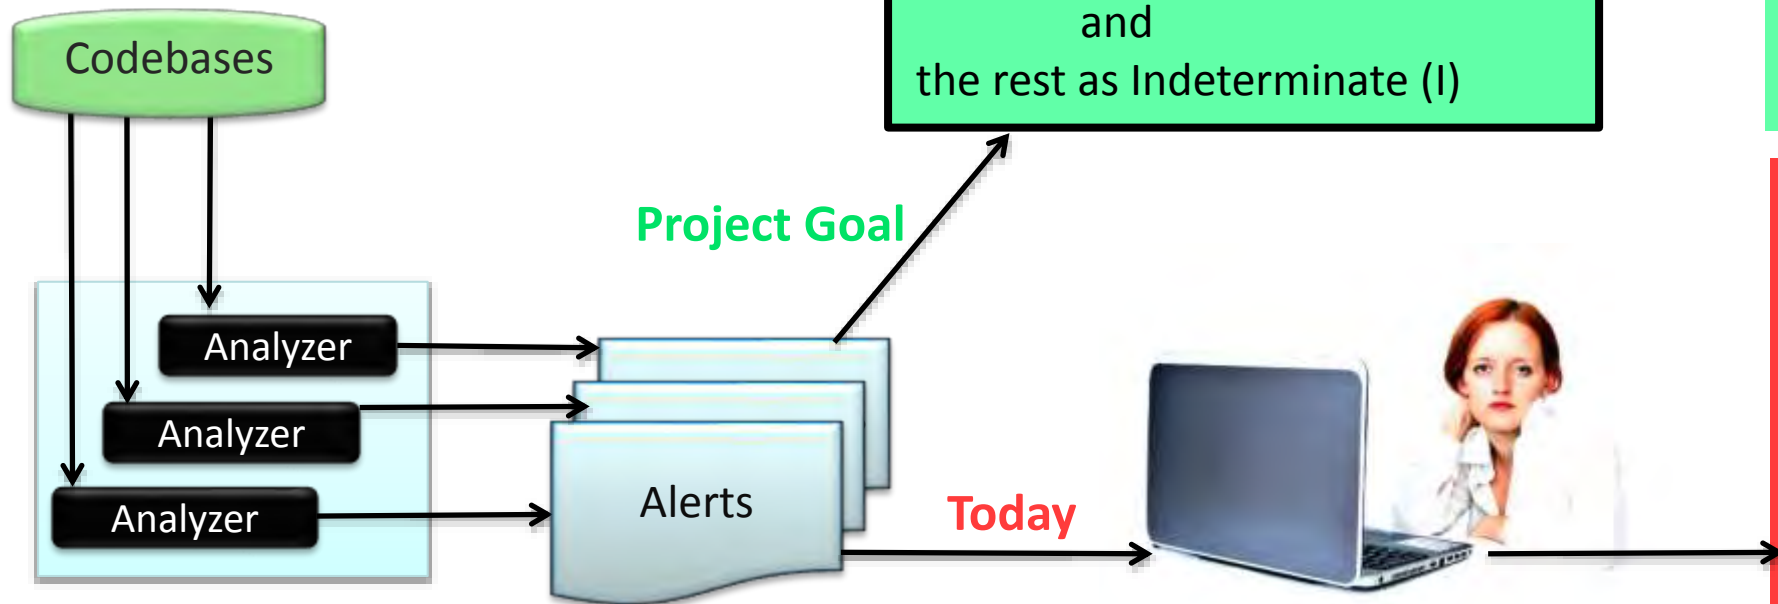 Codebases
and
the rest as Indeterminate (I)
Project Goal
Analyzer
Analyzer
Analyzer
Alerts
Today